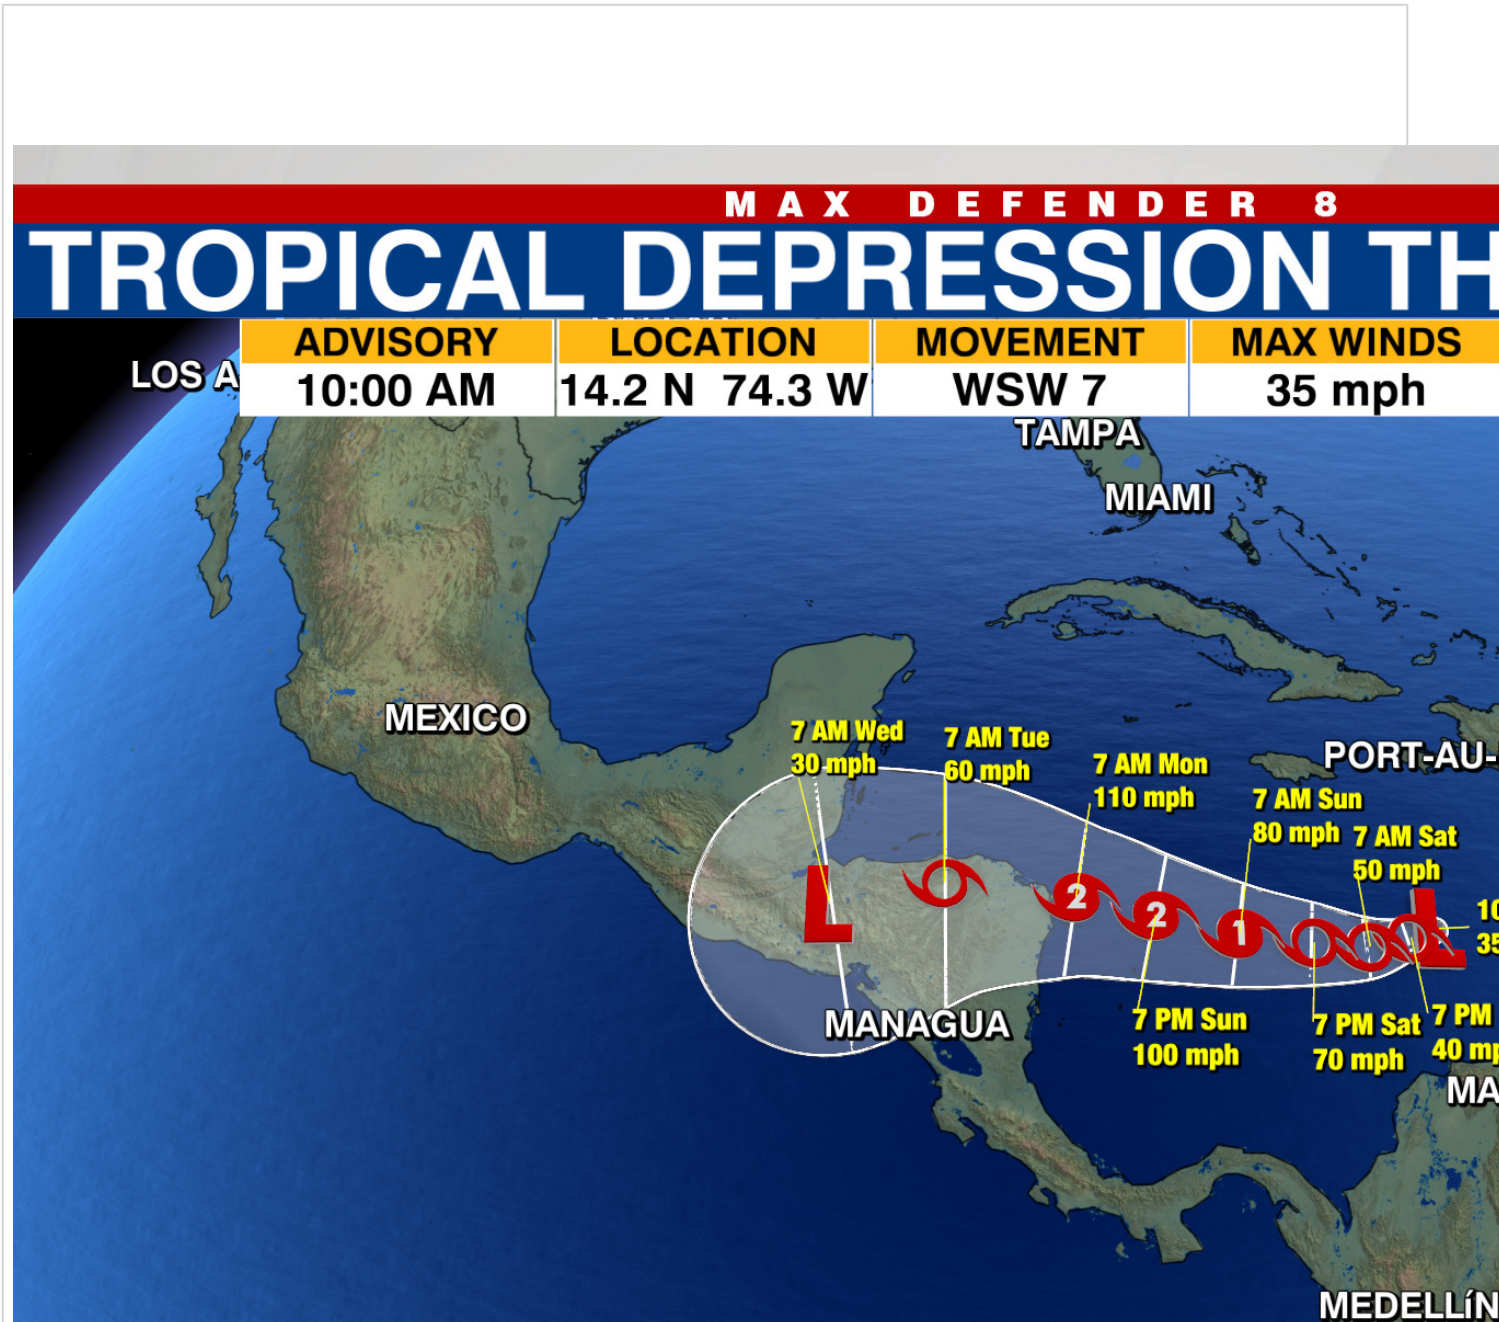 MAX DEFENDER 8
TROPICAL DEPRESSION TH
ADVISORY LOCATION MOVEMENT MAX WINDS
10:00 AM 14.2 N 74.3 W WSW 7 35 mph
LOS A
TAMPA
MIAMI
MEXICO
PORT-AU-
7 AM Wed
30 mph
7 AM Tue
60 mph
7 AM Mon
110 mph
7 AM Sun
80 mph
7 AM Sat
50 mph
10
35
L
2
2
1
L
MANAGUA
7 PM Sun
100 mph
7 PM Sat
70 mph
7 PM
40 mp
MA
MEDELLÍN